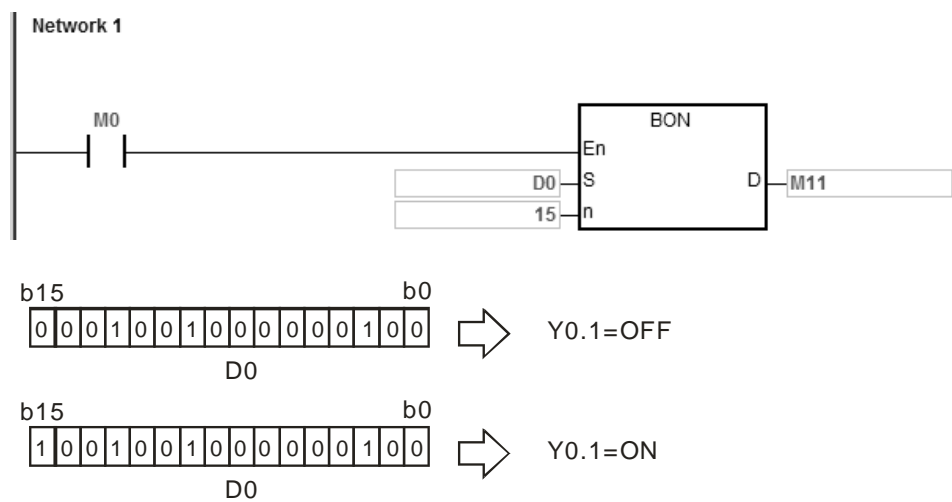 Network 1
M0
BON
En
D0 S D M11
15 n
b15 b0
0 0 0 1 0 0 1 0 0 0 0 0 0 1 0 0 Y0.1=OFF
D0
b15 b0
1 0 0 1 0 0 1 0 0 0 0 0 0 1 0 0 Y0.1=ON
D0